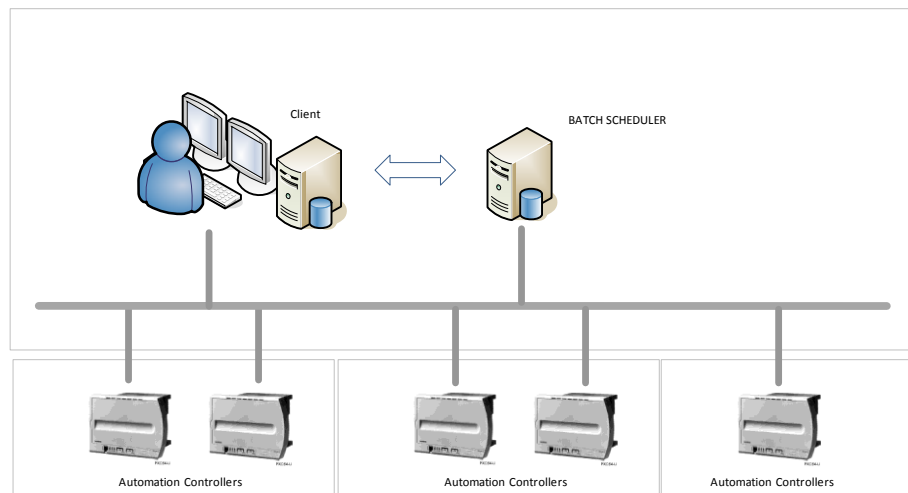 Client
BATCH SCHEDULER
Automation Controllers
Automation Controllers
Automation Controllers